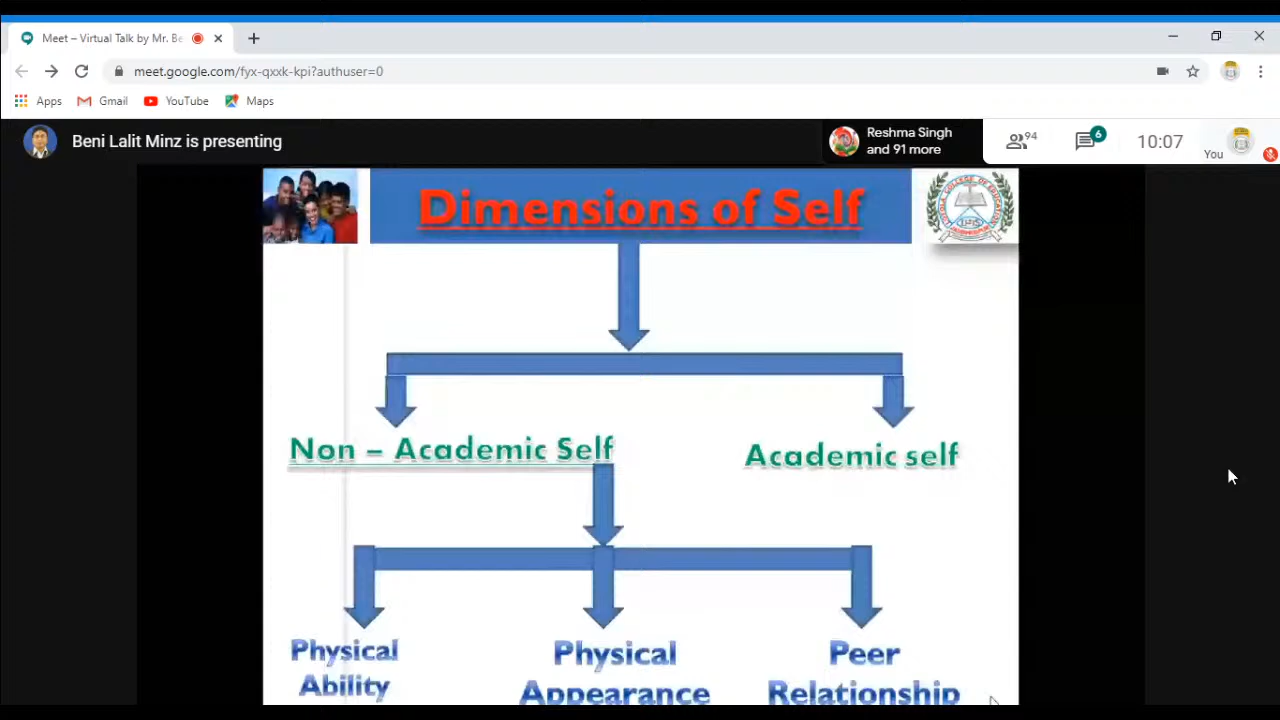 Meet – Virtual Talk by Mr. Be
meet.google.com/fyx-qxxk-kpi?authuser=0
Apps Gmail YouTube Maps
Beni Lalit Minz is presenting
Reshma Singh
and 91 more
94
6
10:07
You
Dimensions of Self
Non – Academic Self
Academic self
Physical
Ability
Physical
Appearance
Peer
Relationship